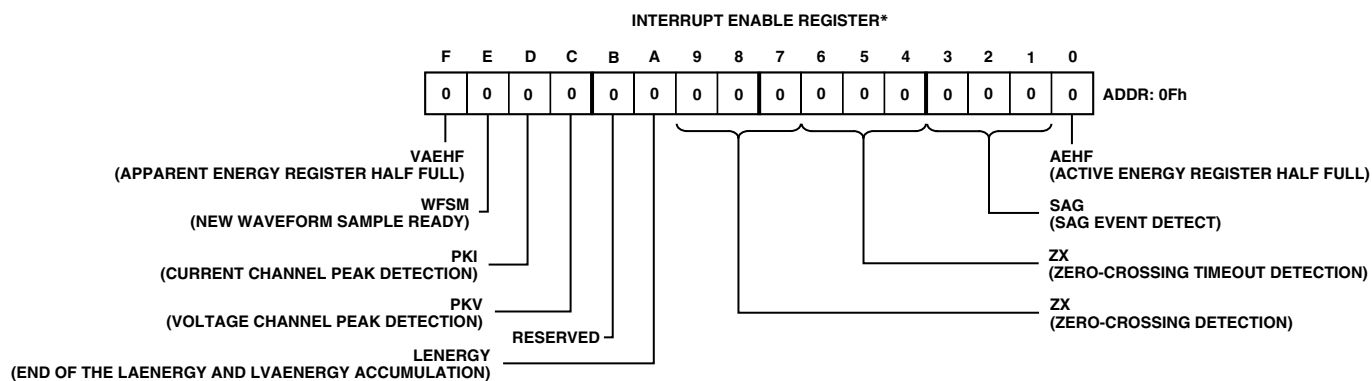 INTERRUPT ENABLE REGISTER*
F E D C B A 9 8 7 6 5 4 3 2 1 0
0 0 0 0 0 0 0 0 0 0 0 0 0 0 0 0 ADDR: 0Fh
VAEHF
(APPARENT ENERGY REGISTER HALF FULL)
WFSM
(NEW WAVEFORM SAMPLE READY)
PKI
(CURRENT CHANNEL PEAK DETECTION)
PKV
(VOLTAGE CHANNEL PEAK DETECTION)
RESERVED
LENERGY
(END OF THE LAENERGY AND LVAENERGY ACCUMULATION)
AEHF
(ACTIVE ENERGY REGISTER HALF FULL)
SAG
(SAG EVENT DETECT)
ZX
(ZERO-CROSSING TIMEOUT DETECTION)
ZX
(ZERO-CROSSING DETECTION)